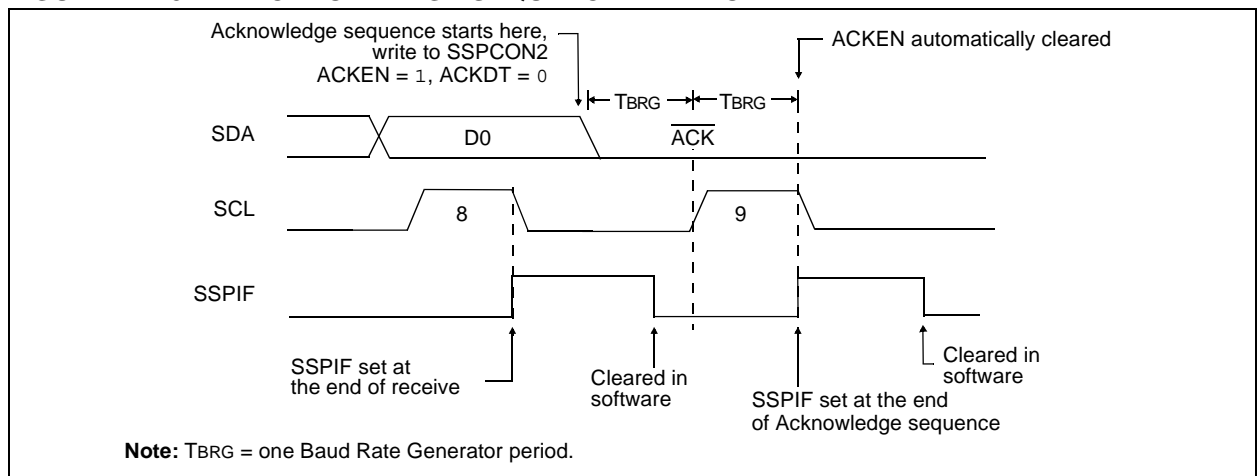 Acknowledge sequence starts here,
write to SSPCON2
ACKEN = 1, ACKDT = 0
ACKEN automatically cleared
TBRG
TBRG
SDA
D0
ACK
SCL
8
9
SSPIF
SSPIF set at
the end of receive
Cleared in
software
SSPIF set at the end
of Acknowledge sequence
Cleared in
software
Note: TBRG = one Baud Rate Generator period.